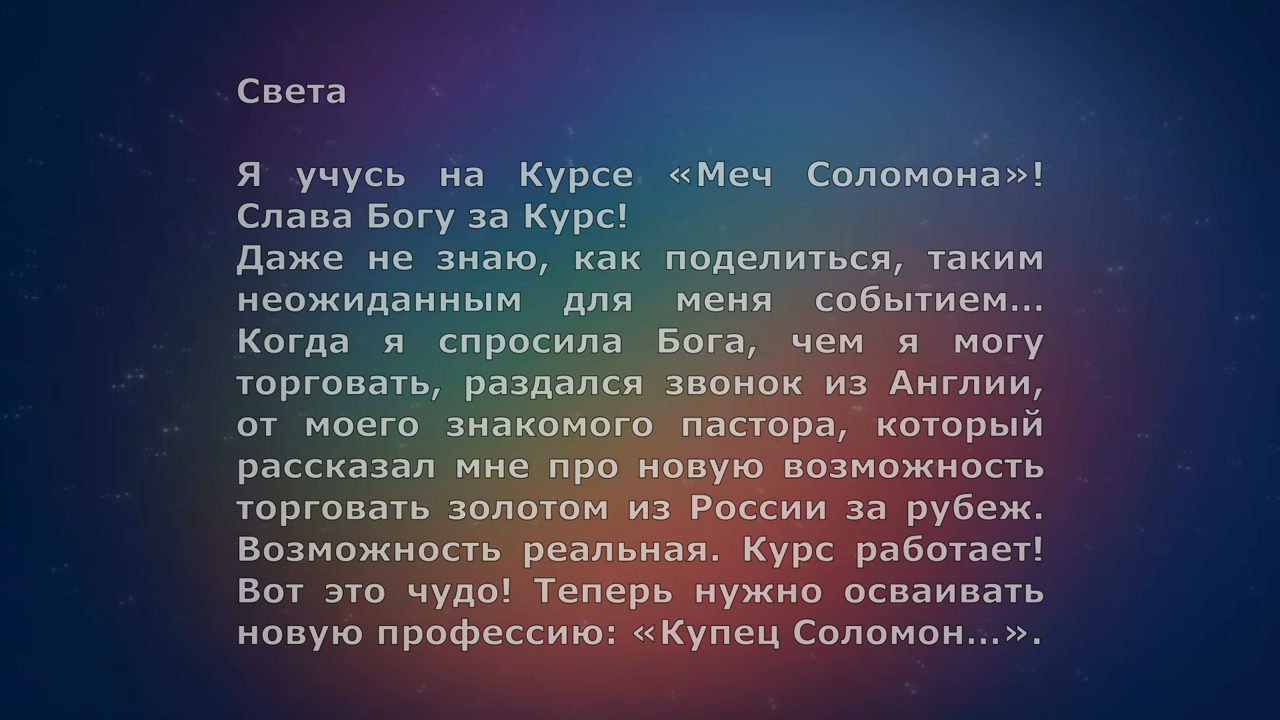 Света
Я учусь на Курсе «Меч Соломона»!
Слава Богу за Курс!
Даже не знаю, как поделиться, таким
неожиданным для меня событием...
Когда я спросила Бога, чем я могу
торговать, раздался звонок из Англии,
от моего знакомого пастора, который
рассказал мне про новую возможность
торговать золотом из России за рубеж.
Возможность реальная. Курс работает!
Вот это чудо! Теперь нужно осваивать
новую профессию: «Купец Соломон...».